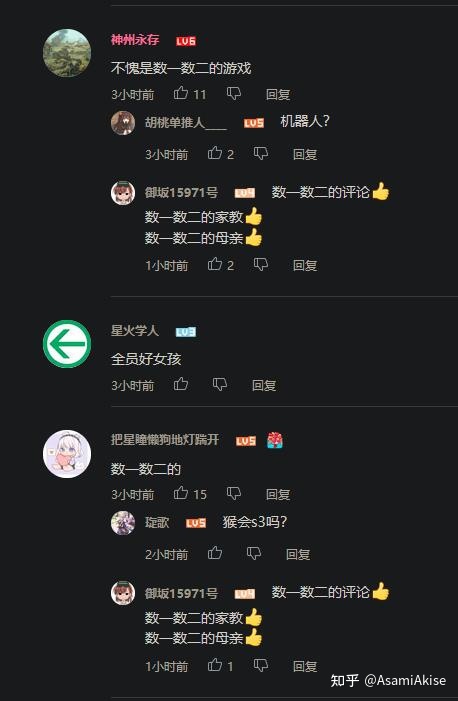 神州永存 LV6
不愧是数一数二的游戏
3小时前 11 回复
胡桃单推人____ LV5 机器人?
3小时前 2 回复
御坂15971号 LV4 数一数二的评论👍
数一数二的家教👍
数一数二的母亲👍
1小时前 2 回复
星火学人 LV3
全员好女孩
3小时前 回复
把星瞳懒狗地灯踹开 LV5
数一数二的
3小时前 15 回复
琁歌 LV5 猴会s3吗?
2小时前 回复
御坂15971号 LV4 数一数二的评论👍
数一数二的家教👍
数一数二的母亲👍
1小时前 1 回复
知乎 @AsamiAkise